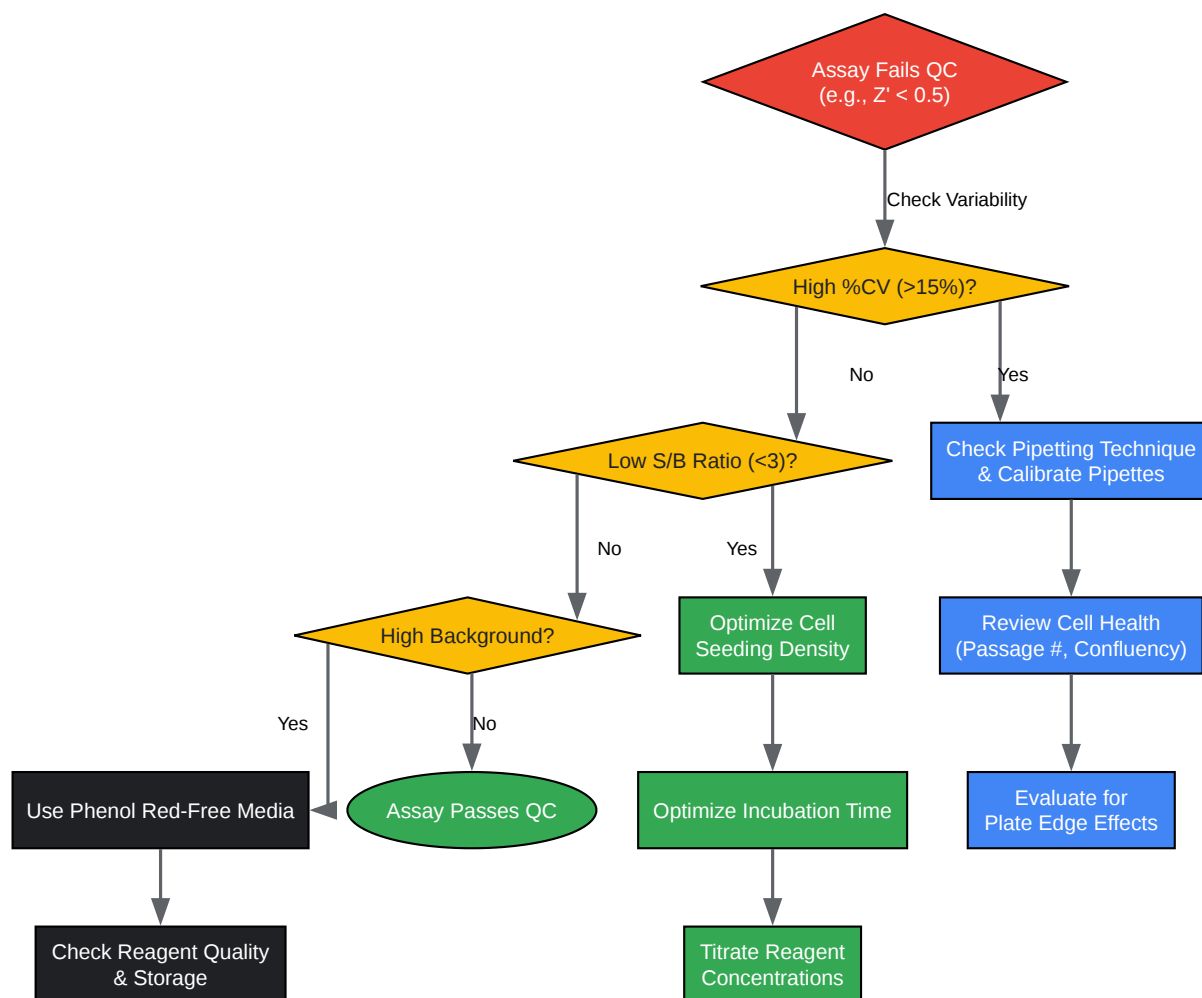 Assay Fails QC
(e.g., Z' < 0.5)
Check Variability
High %CV (>15%)?
No
Yes
Low S/B Ratio (<3)?
Check Pipetting Technique
& Calibrate Pipettes
No
Yes
High Background?
Optimize Cell
Seeding Density
Review Cell Health
(Passage #, Confluency)
Yes
No
Use Phenol Red-Free Media
Assay Passes QC
Optimize Incubation Time
Evaluate for
Plate Edge Effects
Check Reagent Quality
& Storage
Titrate Reagent
Concentrations